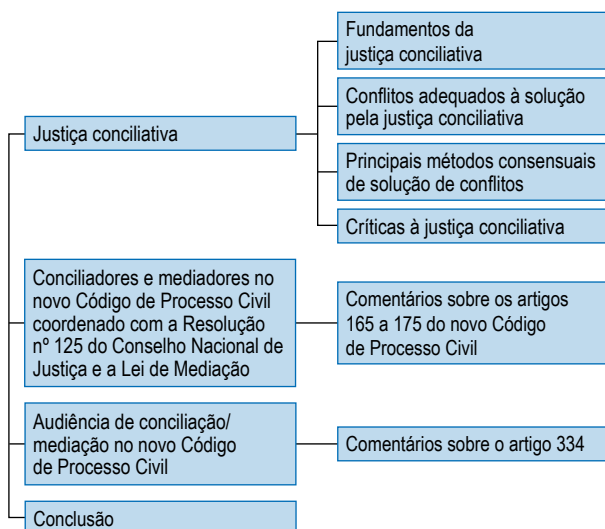 Justiça conciliativa
Fundamentos da
justiça conciliativa
Conflitos adequados à solução
pela justiça conciliativa
Principais métodos consensuais
de solução de conflitos
Críticas à justiça conciliativa
Conciliadores e mediadores no
novo Código de Processo Civil
coordenado com a Resolução
nº 125 do Conselho Nacional de
Justiça e a Lei de Mediação
Comentários sobre os artigos
165 a 175 do novo Código
de Processo Civil
Audiência de conciliação/
mediação no novo Código
de Processo Civil
Comentários sobre o artigo 334
Conclusão